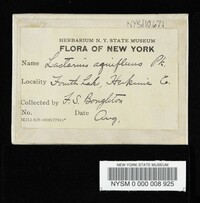 NYSf10671
HERBARIUM N. Y. STATE MUSEUM
FLORA OF NEW YORK
Name Lactarius aquifluus Pk.
Locality Fourth Lake, Herkimer Co.
Collected by F. S. Boughton
No. Date Aug.
NEW YORK STATE MUSEUM
NYSM 0 000 008 925